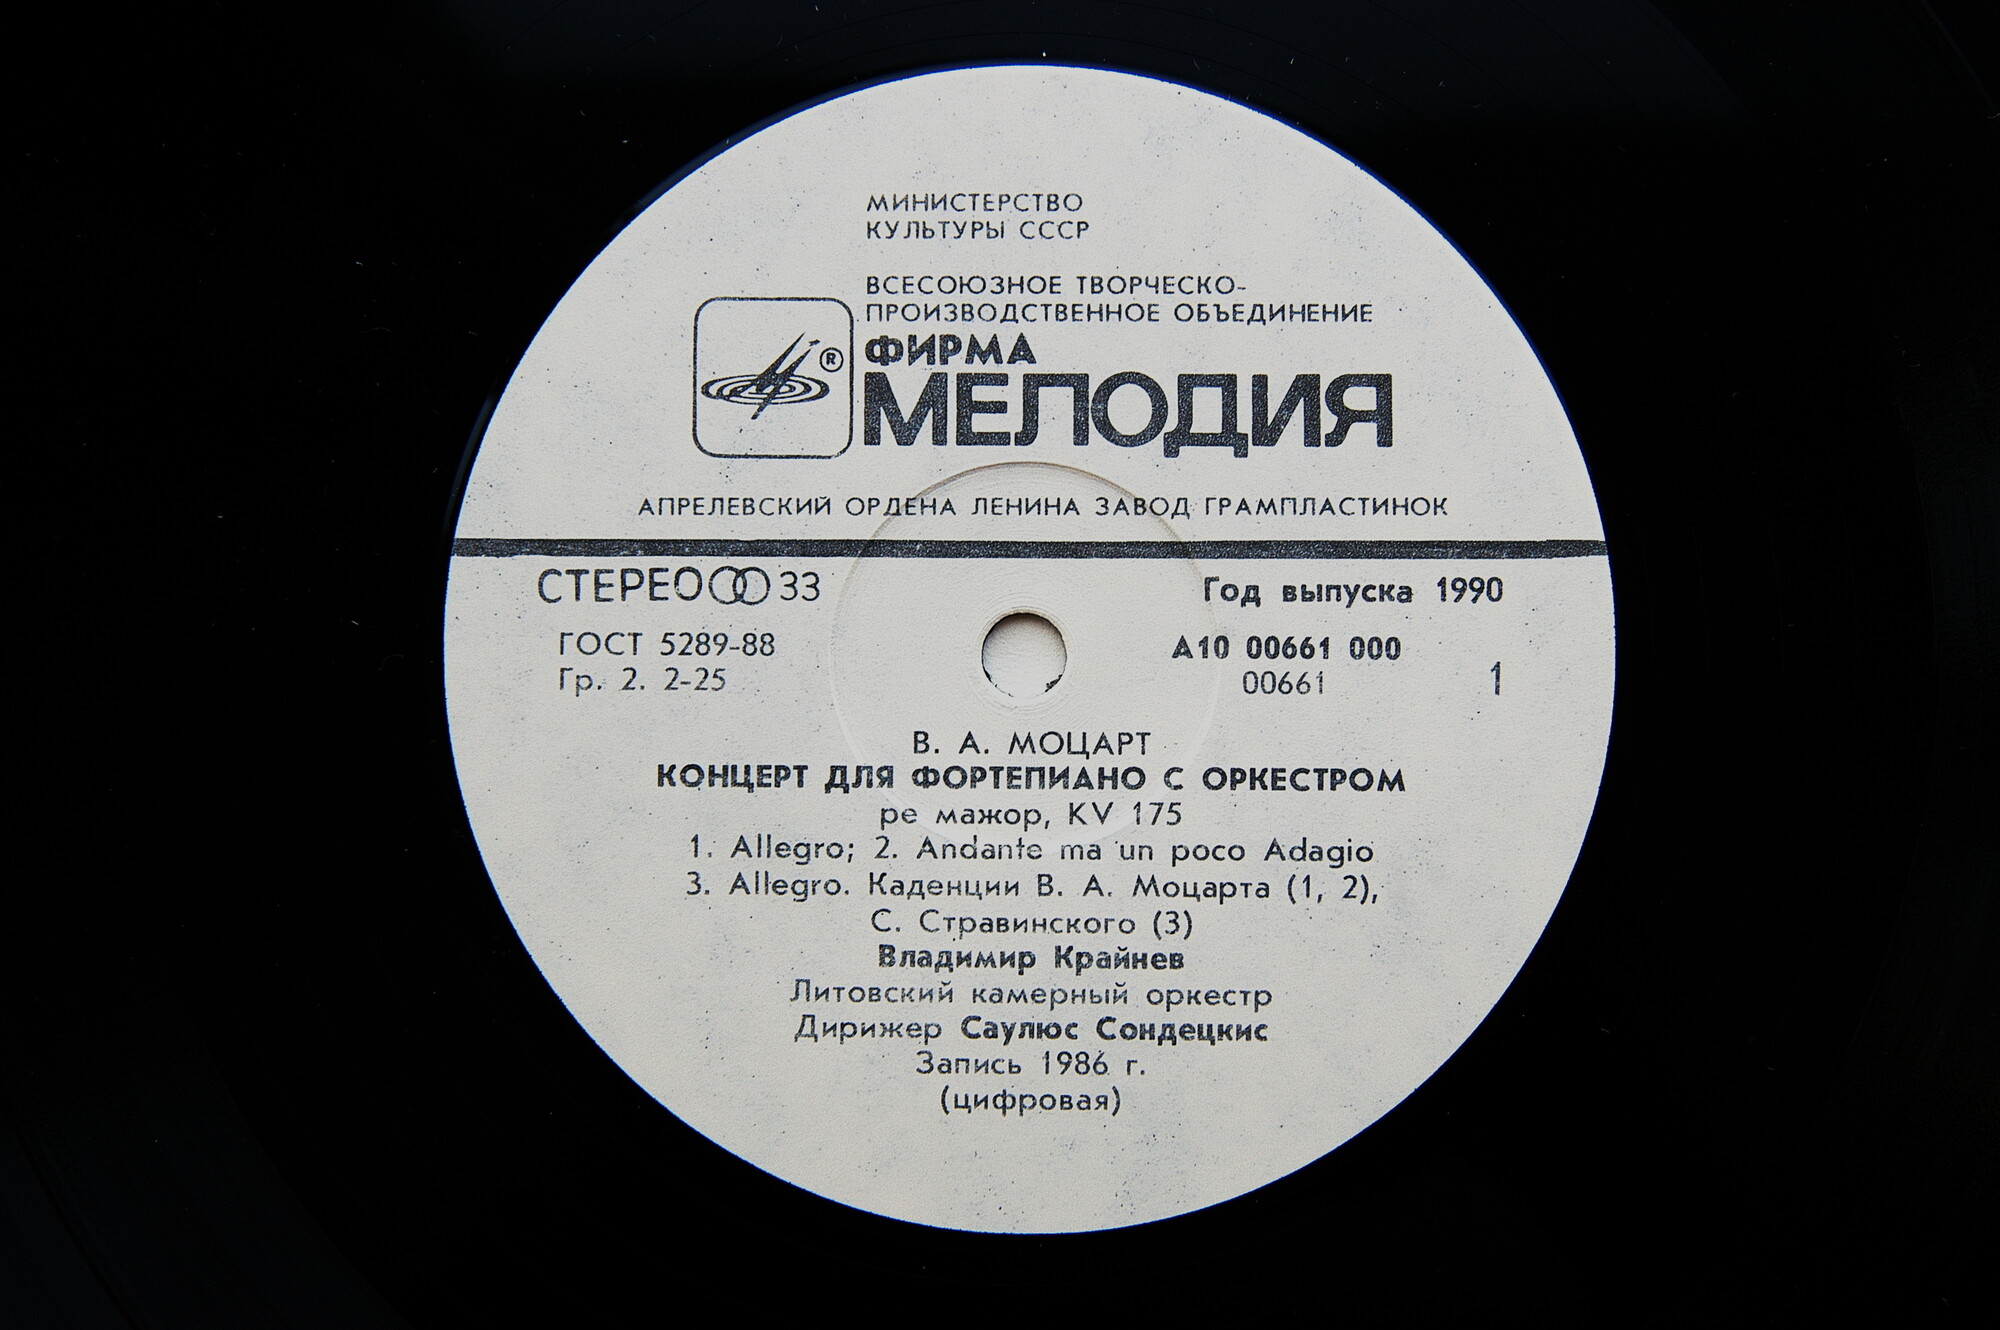 МИНИСТЕРСТВО
КУЛЬТУРЫ СССР
ВСЕСОЮЗНОЕ ТВОРЧЕСКО-
ПРОИЗВОДСТВЕННОЕ ОБЪЕДИНЕНИЕ
®
ФИРМА
МЕЛОДИЯ
АПРЕЛЕВСКИЙ ОРДЕНА ЛЕНИНА ЗАВОД ГРАМПЛАСТИНОК
СТЕРЕО 33
Год выпуска 1990
ГОСТ 5289-88
А10 00661 000
Гр. 2. 2-25
00661
1
В. А. МОЦАРТ
КОНЦЕРТ ДЛЯ ФОРТЕПИАНО С ОРКЕСТРОМ
ре мажор, KV 175
1. Allegro; 2. Andante ma un poco Adagio
3. Allegro. Каденции В. А. Моцарта (1, 2),
С. Стравинского (3)
Владимир Крайнев
Литовский камерный оркестр
Дирижер Саулюс Сондецкис
Запись 1986 г.
(цифровая)